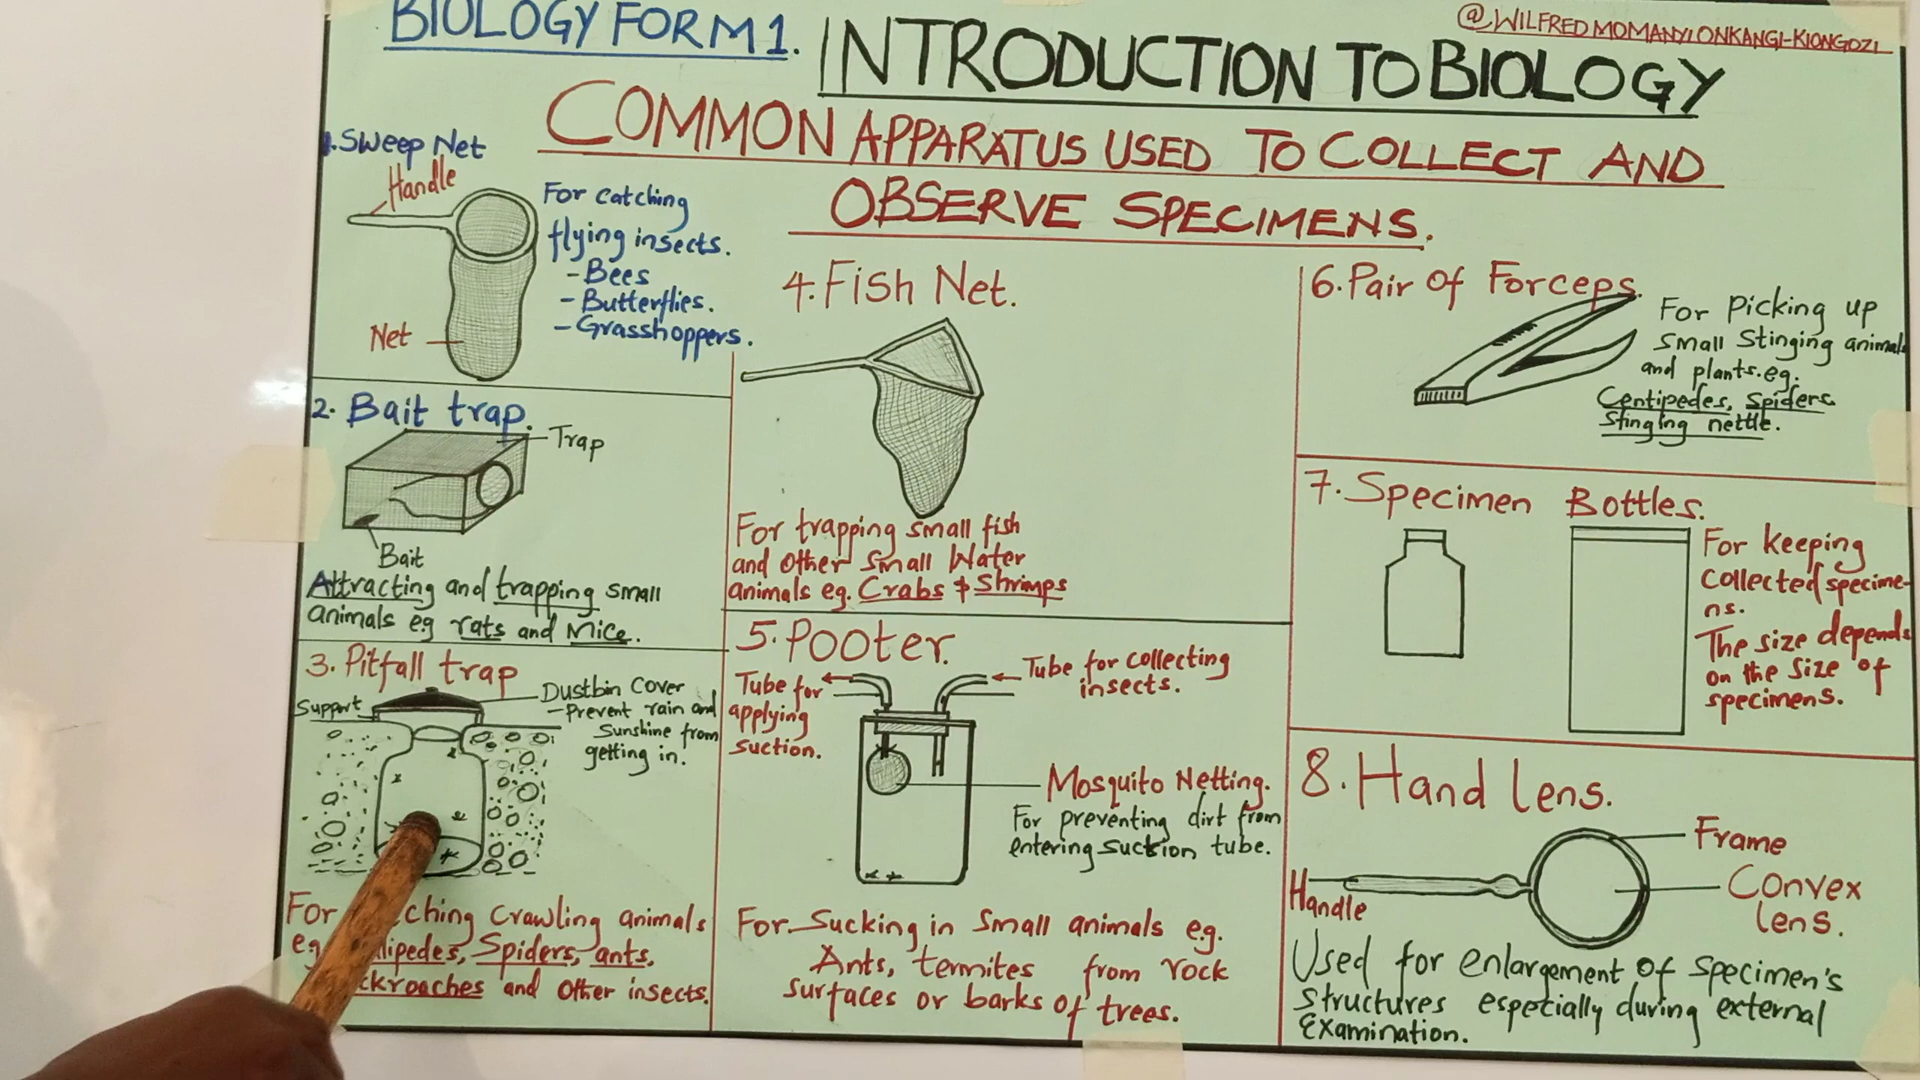 BIOLOGY FORM 1.
@WILFREDMOMANYIONKANGI-KIONGOZI
INTRODUCTION TO BIOLOGY
COMMON APPARATUS USED TO COLLECT AND
OBSERVE SPECIMENS.
1.Sweep Net
Handle
Net
For catching
flying insects.
-Bees
-Butterflies.
-Grasshoppers.
2. Bait trap.
Trap
Bait
Attracting and trapping small
animals eg rats and Mice.
3. Pitfall trap
Support
Dustbin Cover
-Prevent rain and
Sunshine from
getting in.
For crawling animals
Spiders, ants,
and other insects.
4. Fish Net.
For trapping small fish
and other small Water
animals eg. Crabs & Shrimps
5. Pooter.
Tube for
applying
suction.
Tube for collecting
insects.
Mosquito Netting.
For preventing dirt from
entering suction tube.
For Sucking in Small animals eg.
Ants, termites from rock
surfaces or barks of trees.
6. Pair of Forceps.
For Picking up
Small Stinging animals
and plants.eg.
Centipedes, Spiders
Stinging nettle.
7. Specimen Bottles.
For keeping
Collected specime-
ns.
The size depends
on the size of
specimens.
8. Hand lens.
Frame
Convex
lens.
Handle
Used for enlargement of specimen's
structures especially during external
Examination.